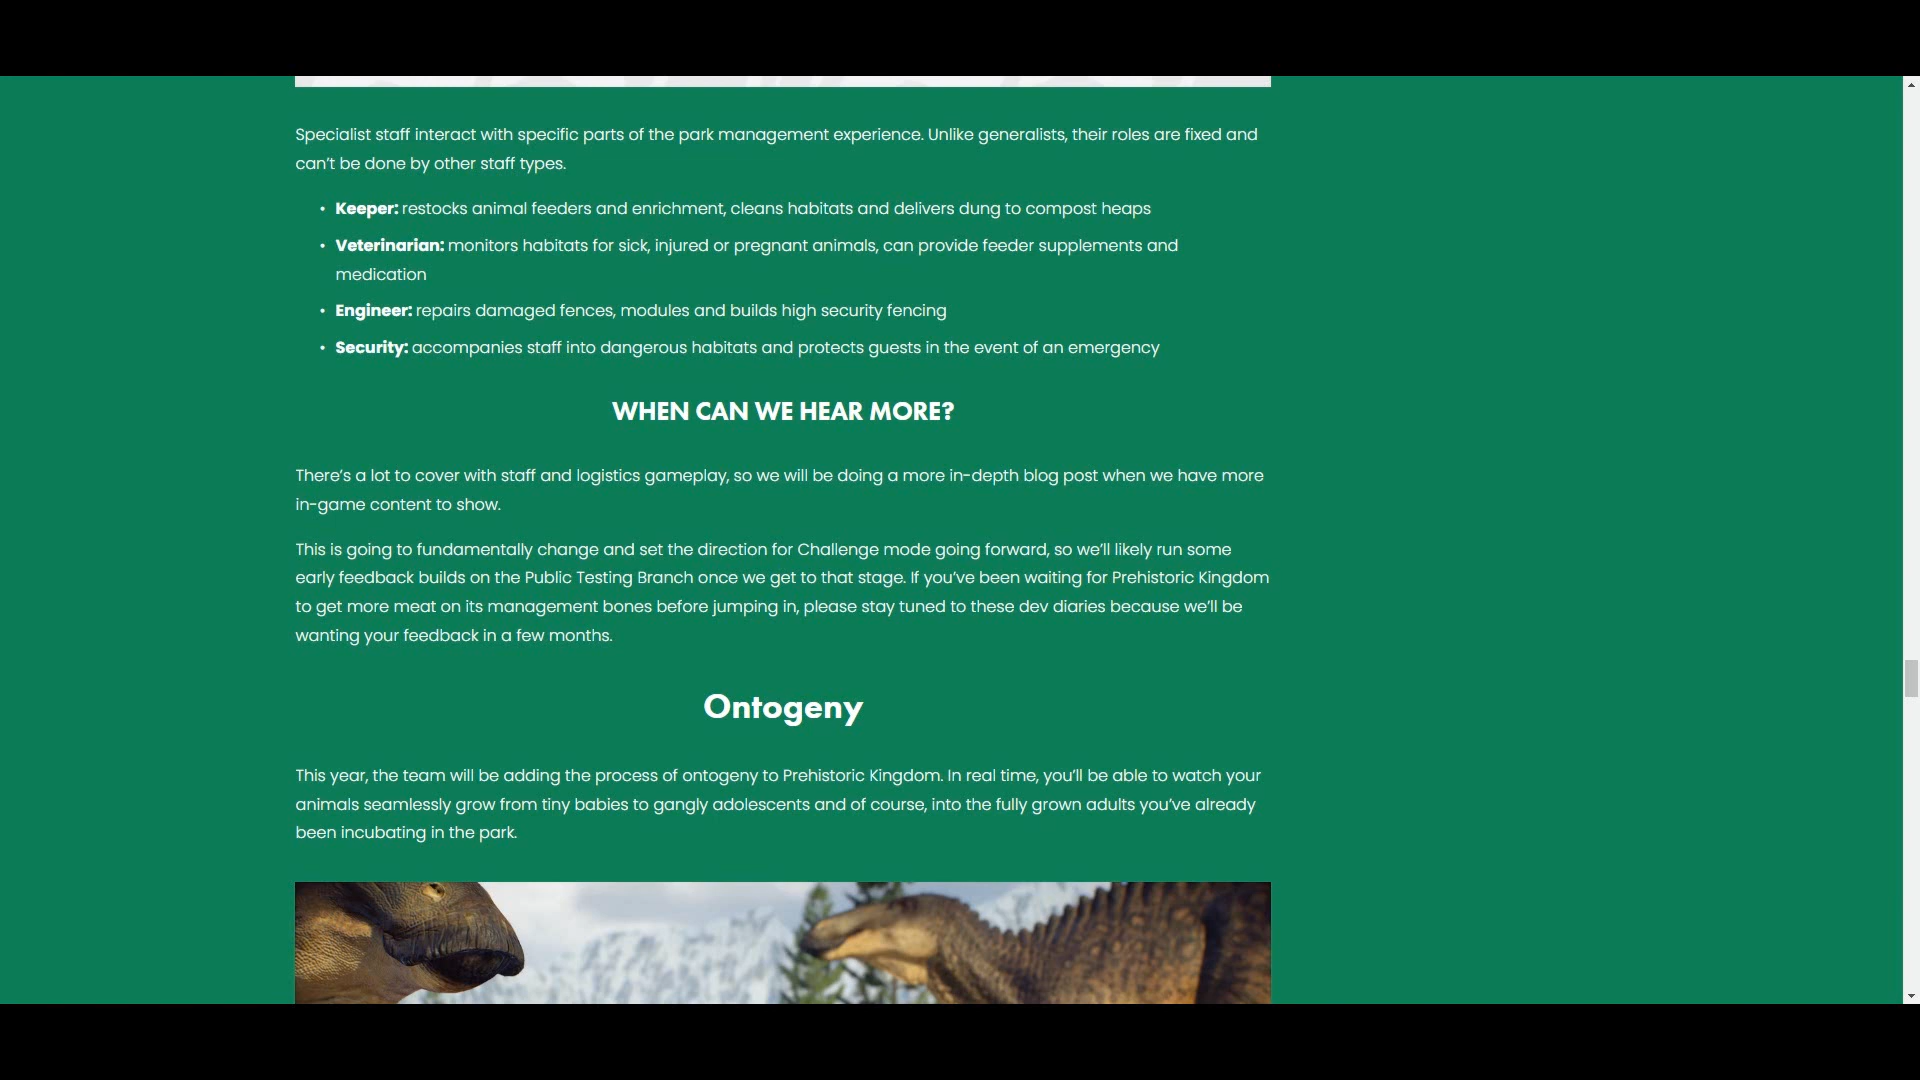 Specialist staff interact with specific parts of the park management experience. Unlike generalists, their roles are fixed and
can’t be done by other staff types.
• Keeper: restocks animal feeders and enrichment, cleans habitats and delivers dung to compost heaps
• Veterinarian: monitors habitats for sick, injured or pregnant animals, can provide feeder supplements and
medication
• Engineer: repairs damaged fences, modules and builds high security fencing
• Security: accompanies staff into dangerous habitats and protects guests in the event of an emergency
WHEN CAN WE HEAR MORE?
There’s a lot to cover with staff and logistics gameplay, so we will be doing a more in-depth blog post when we have more
in-game content to show.
This is going to fundamentally change and set the direction for Challenge mode going forward, so we’ll likely run some
early feedback builds on the Public Testing Branch once we get to that stage. If you’ve been waiting for Prehistoric Kingdom
to get more meat on its management bones before jumping in, please stay tuned to these dev diaries because we’ll be
wanting your feedback in a few months.
Ontogeny
This year, the team will be adding the process of ontogeny to Prehistoric Kingdom. In real time, you’ll be able to watch your
animals seamlessly grow from tiny babies to gangly adolescents and of course, into the fully grown adults you’ve already
been incubating in the park.